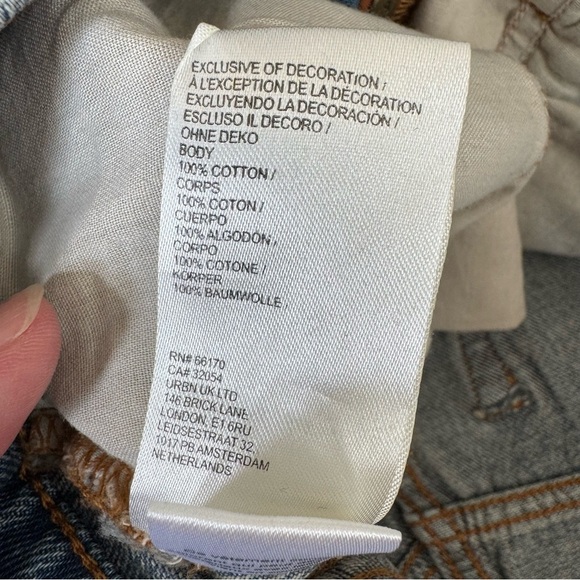 EXCLUSIVE OF DECORATION /
À L'EXCEPTION DE LA DÉCORATION
EXCLUYENDO LA DECORACIÓN /
ESCLUSO IL DECORO /
OHNE DEKO
BODY
100% COTTON /
CORPS
100% COTON /
CUERPO
100% ALGODÓN /
CORPO
100% COTONE /
KÖRPER
100% BAUMWOLLE /
RN# 66170
CA# 32054
URBN UK LTD
146 BRICK LANE
LONDON, E1 6RU
LEIDSESTRAAT 32
1017 PB AMSTERDAM
NETHERLANDS